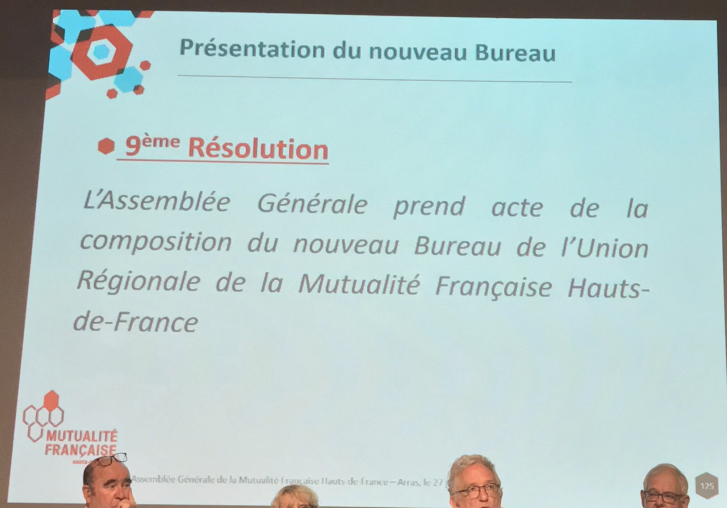 Présentation du nouveau Bureau
9ème Résolution
L'Assemblée Générale prend acte de la
composition du nouveau Bureau de l'Union
Régionale de la Mutualité Française Hauts-
de-France
MUTUALITÉ
FRANÇAISE
Assemblée Générale de la Mutualité Française Hauts-de-France – Arras, le 27
125